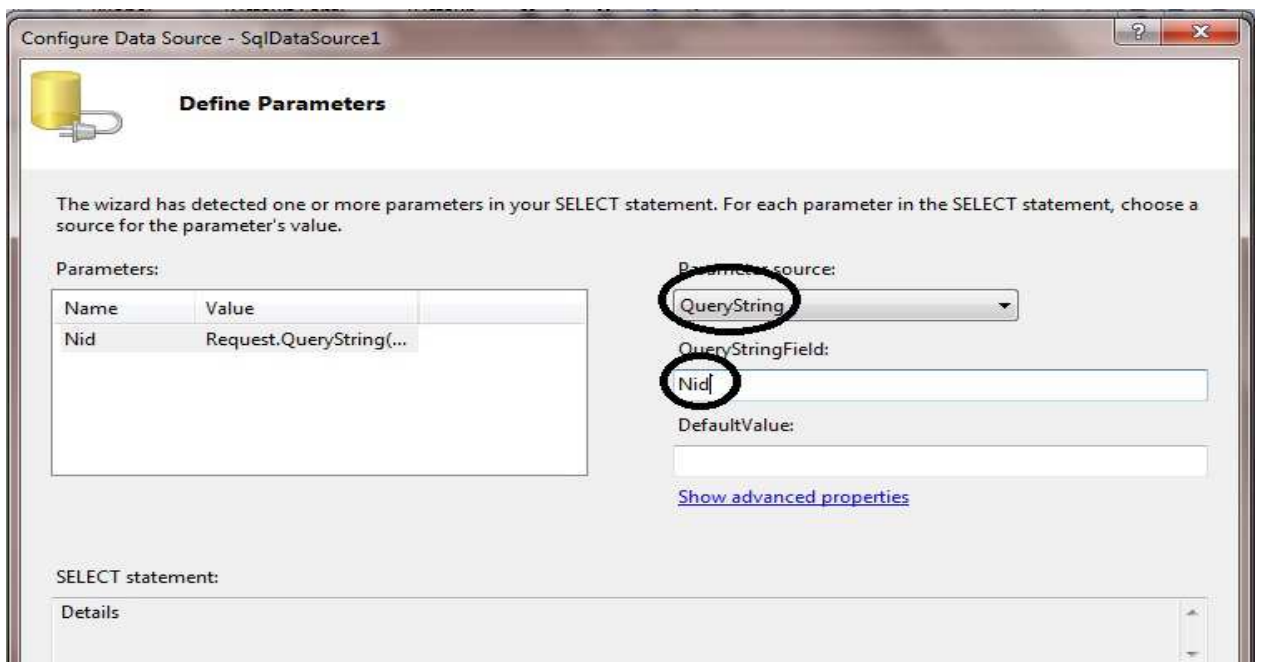 Configure Data Source - SqlDataSource1
?
Define Parameters
The wizard has detected one or more parameters in your SELECT statement. For each parameter in the SELECT statement, choose a
source for the parameter's value.
Parameters:
Name Value
Nid Request.QueryString(...
Parameter source:
QueryString
QueryStringField:
Nid
DefaultValue:
Show advanced properties
SELECT statement:
Details